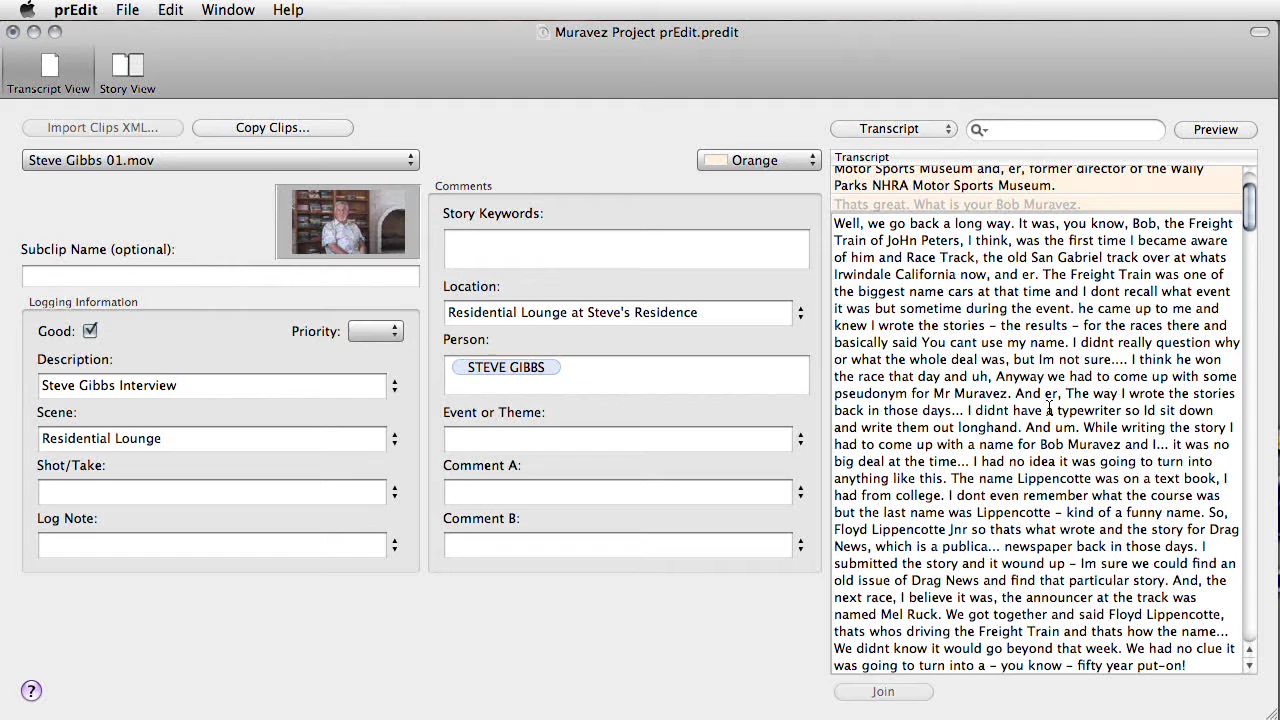 prEdit File Edit Window Help
Muravez Project prEdit.predit
Transcript View Story View
Import Clips XML... Copy Clips...
Transcript Preview
Steve Gibbs 01.mov
Orange
Transcript
Motor Sports Museum and, er, former director of the Wally
Parks NHRA Motor Sports Museum.
Thats great. What is your Bob Muravez.
Well, we go back a long way. It was, you know, Bob, the Freight
Train of JoHn Peters, I think, was the first time I became aware
of him and Race Track, the old San Gabriel track over at whats
Irwindale California now, and er. The Freight Train was one of
the biggest name cars at that time and I dont recall what event
it was but sometime during the event. he came up to me and
knew I wrote the stories - the results - for the races there and
basically said You cant use my name. I didnt really question why
or what the whole deal was, but Im not sure.... I think he won
the race that day and uh, Anyway we had to come up with some
pseudonym for Mr Muravez. And er, The way I wrote the stories
back in those days... I didnt have a typewriter so Id sit down
and write them out longhand. And um. While writing the story I
had to come up with a name for Bob Muravez and I... it was no
big deal at the time... I had no idea it was going to turn into
anything like this. The name Lippencotte was on a text book, I
had from college. I dont even remember what the course was
but the last name was Lippencotte - kind of a funny name. So,
Floyd Lippencotte Jnr so thats what wrote and the story for Drag
News, which is a publica... newspaper back in those days. I
submitted the story and it wound up - Im sure we could find an
old issue of Drag News and find that particular story. And, the
next race, I believe it was, the announcer at the track was
named Mel Ruck. We got together and said Floyd Lippencotte,
thats whos driving the Freight Train and thats how the name...
We didnt know it would go beyond that week. We had no clue it
was going to turn into a - you know - fifty year put-on!
Subclip Name (optional):
Logging Information
Good:
Priority:
Description:
Steve Gibbs Interview
Scene:
Residential Lounge
Shot/Take:
Log Note:
Comments
Story Keywords:
Location:
Residential Lounge at Steve's Residence
Person:
STEVE GIBBS
Event or Theme:
Comment A:
Comment B:
?
Join